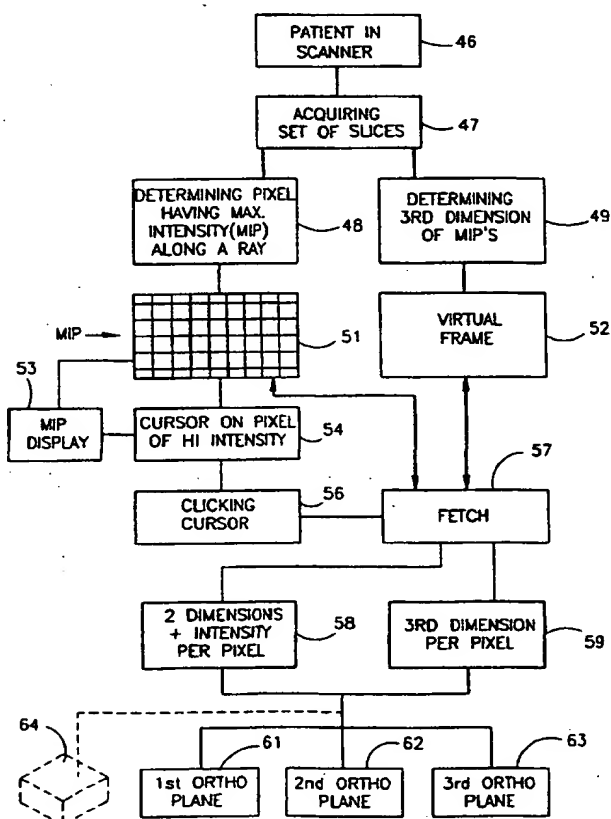 PATIENT IN
SCANNER
46
ACQUIRING
SET OF SLICES
47
DETERMINING PIXEL
HAVING MAX.
INTENSITY(MIP)
ALONG A RAY
48
DETERMINING
3RD DIMENSION
OF MIP'S
49
MIP
51
VIRTUAL
FRAME
52
53
MIP
DISPLAY
CURSOR ON PIXEL
OF HI INTENSITY
54
57
CLICKING
CURSOR
56
FETCH
2 DIMENSIONS
+ INTENSITY
PER PIXEL
58
3RD DIMENSION
PER PIXEL
59
64
61
62
63
1st ORTHO
PLANE
2nd ORTHO
PLANE
3rd ORTHO
PLANE